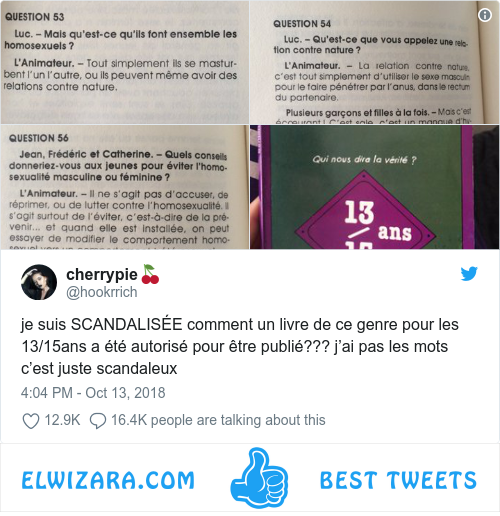 QUESTION 53
Luc. – Mais qu'est-ce qu'ils font ensemble les
homosexuels ?
L'Animateur. – Tout simplement ils se mastur-
bent l'un l'autre, ou ils peuvent même avoir des
relations contre nature.
QUESTION 54
Luc. – Qu'est-ce que vous appelez une rela-
tion contre nature ?
L'Animateur. – La relation contre nature,
c'est tout simplement d'utiliser le sexe masculin
pour le faire pénétrer par l'anus, dans le rectum
du partenaire.
Plusieurs garçons et filles à la fois. – Mais c'est
écœurant ! C'est sale, c'est un manque d'hy-
QUESTION 56
Jean, Frédéric et Catherine. – Quels conseils
donneriez-vous aux jeunes pour éviter l'homo-
sexualité masculine ou féminine ?
L'Animateur. – Il ne s'agit pas d'accuser, de
réprimer, ou de lutter contre l'homosexualité. Il
s'agit surtout de l'éviter, c'est-à-dire de la pré-
venir... et quand elle est installée, on peut
essayer de modifier le comportement homo-
Qui nous dira la vérité ?
13
/ ans
15
cherrypie
@hookrrich
je suis SCANDALISÉE comment un livre de ce genre pour les
13/15ans a été autorisé pour être publié??? j'ai pas les mots
c'est juste scandaleux
4:04 PM - Oct 13, 2018
12.9K 16.4K people are talking about this
ELWIZARA.COM BEST TWEETS